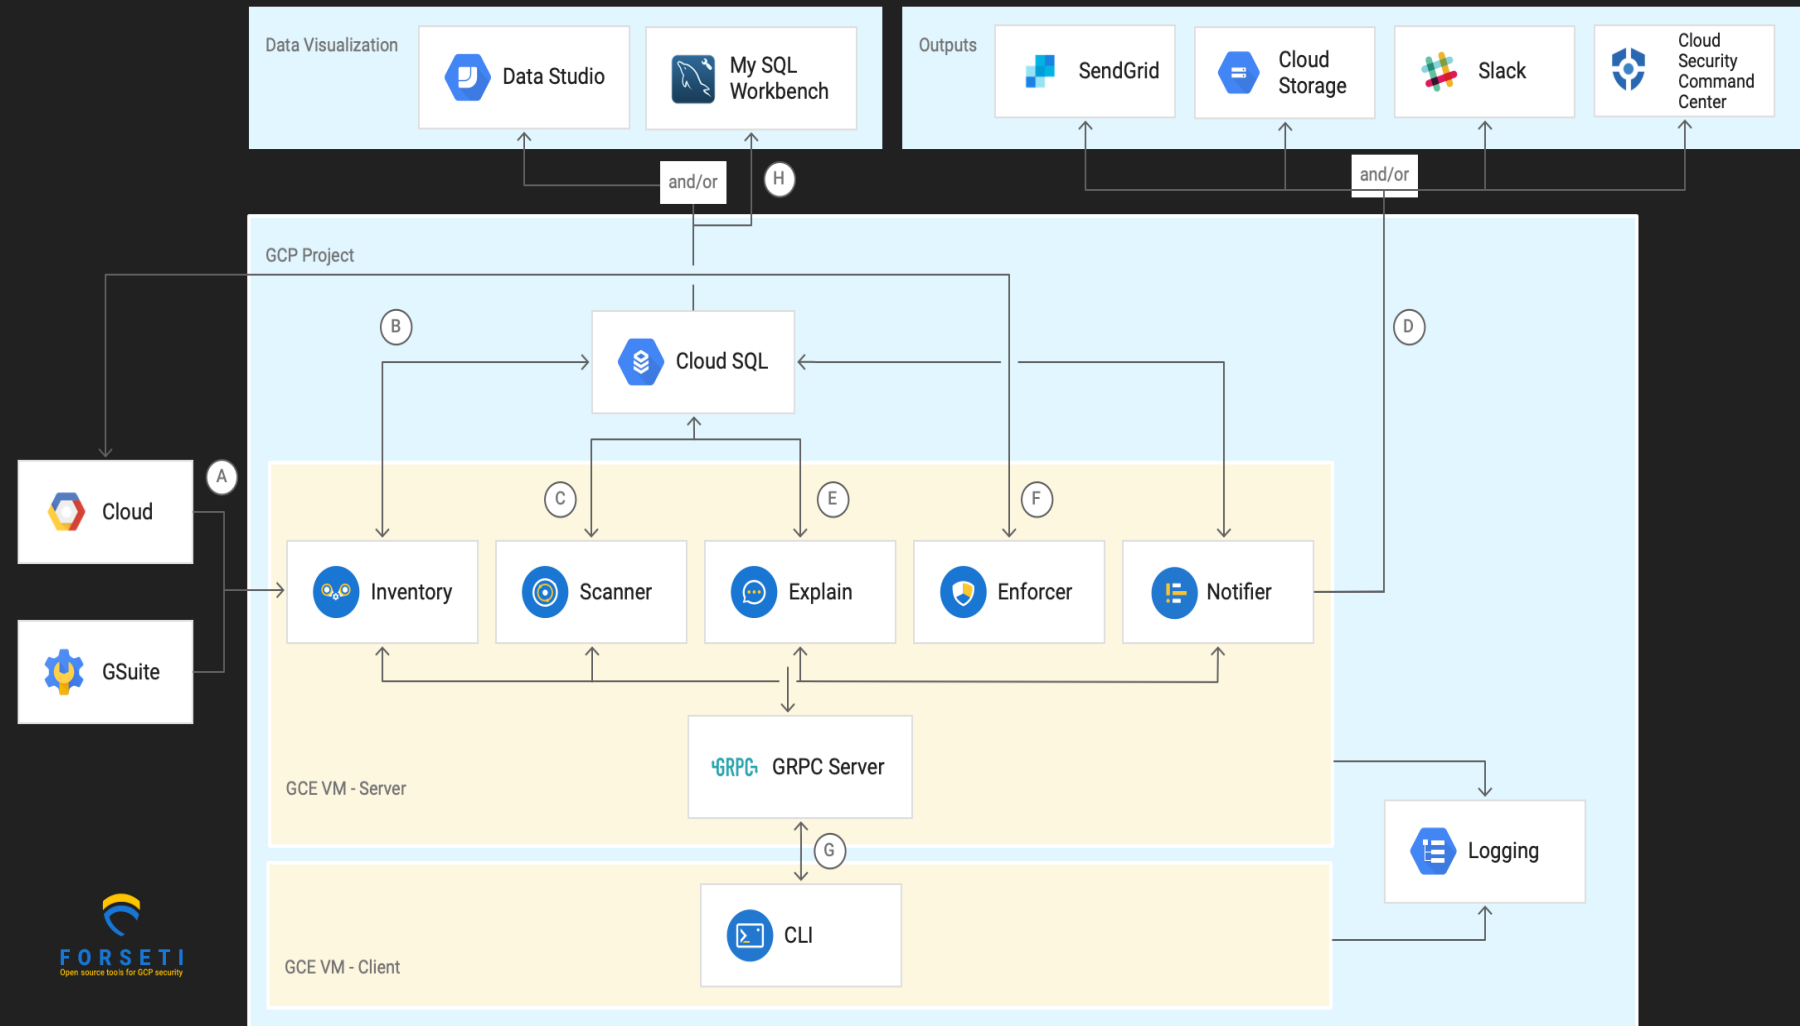 Data Visualization
Data Studio
My SQL
Workbench
Outputs
SendGrid
Cloud
Storage
Slack
Cloud
Security
Command
Center
and/or
H
and/or
GCP Project
B
D
Cloud SQL
A
Cloud
C
E
F
Inventory
Scanner
Explain
Enforcer
Notifier
GSuite
GRPC
GRPC Server
GCE VM - Server
G
Logging
CLI
GCE VM - Client
FORSETI
Open source tools for GCP security